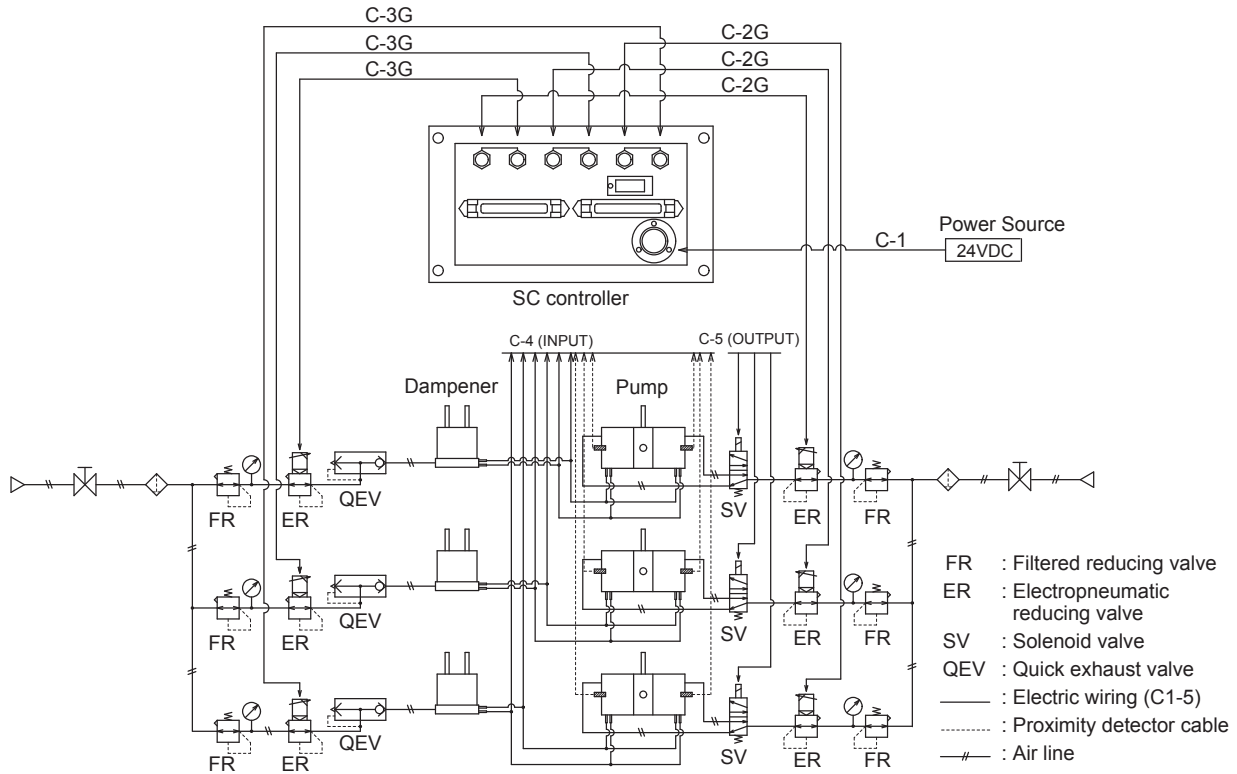 C-3G
C-2G
C-3G
C-2G
C-3G
C-2G
Power Source
C-1
24VDC
SC controller
C-4 (INPUT)
C-5 (OUTPUT)
Dampener
Pump
FR
ER
QEV
SV
ER
FR
FR
ER
QEV
SV
ER
FR
FR
ER
QEV
SV
ER
FR
FR : Filtered reducing valve
ER : Electropneumatic
reducing valve
SV : Solenoid valve
QEV : Quick exhaust valve
: Electric wiring (C1-5)
: Proximity detector cable
: Air line